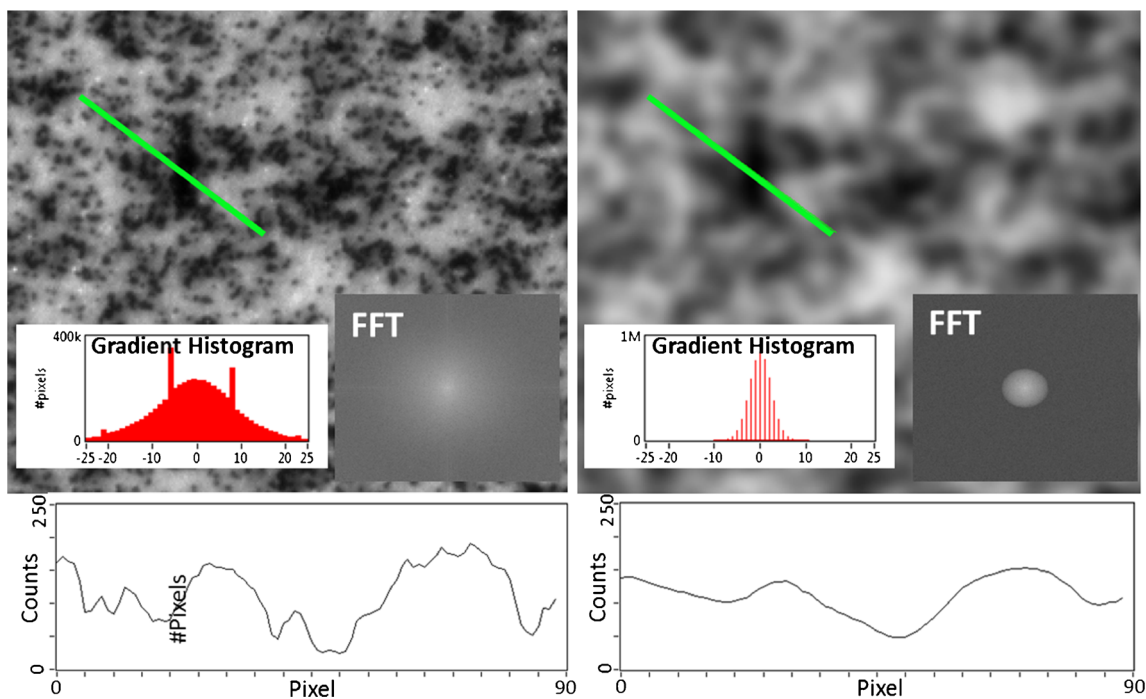 FFT
FFT
400k
Gradient Histogram
#pixels
0
-25 -20 -10 0 10 20 25
1M
Gradient Histogram
#pixels
0
-25 -20 -10 0 10 20 25
250
Counts
#Pixels
0
0 Pixel 90
250
Counts
0
0 Pixel 90